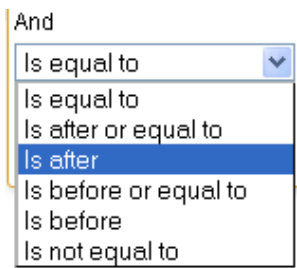 And
Is equal to
Is equal to
Is after or equal to
Is after
Is before or equal to
Is before
Is not equal to